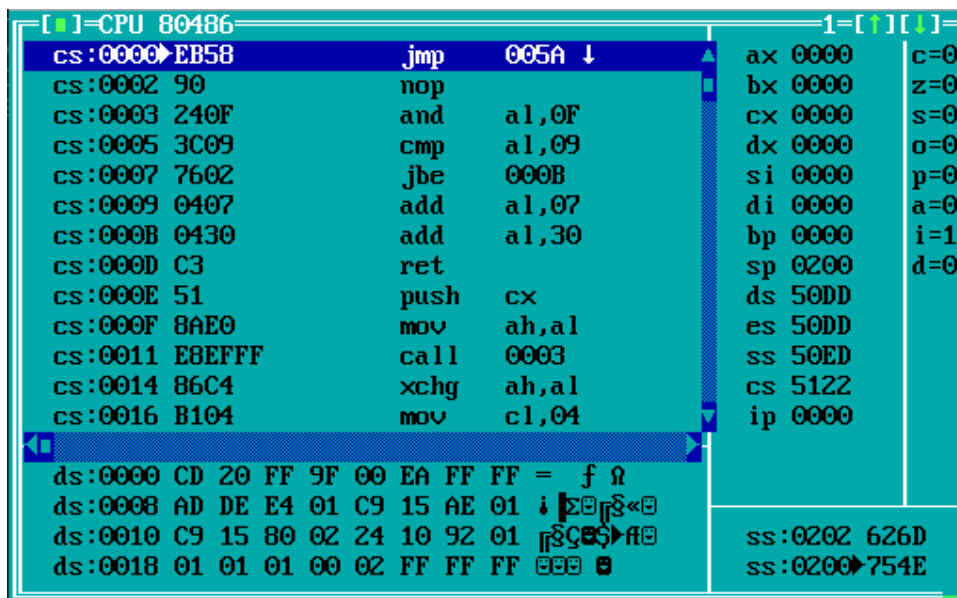 [■]=CPU 80486 1=[↑][↓]=
cs:0000►EB58 jmp 005A ↓ ax 0000 c=0
cs:0002 90 nop bx 0000 z=0
cs:0003 240F and al,0F cx 0000 s=0
cs:0005 3C09 cmp al,09 dx 0000 o=0
cs:0007 7602 jbe 000B si 0000 p=0
cs:0009 0407 add al,07 di 0000 a=0
cs:000B 0430 add al,30 bp 0000 i=1
cs:000D C3 ret sp 0200 d=0
cs:000E 51 push cx ds 50DD
cs:000F 8AE0 mov ah,al es 50DD
cs:0011 E8EFFF call 0003 ss 50ED
cs:0014 86C4 xchg ah,al cs 5122
cs:0016 B104 mov cl,04 ip 0000
ds:0000 CD 20 FF 9F 00 EA FF FF = ƒ Ω
ds:0008 AD DE E4 01 C9 15 AE 01 ¡▐Σ☺╔§«☺
ds:0010 C9 15 80 02 24 10 92 01 ╔§Ç☻$►Æ☺ ss:0202 626D
ds:0018 01 01 01 00 02 FF FF FF ☺☺☺ ☻ ss:0200►754E